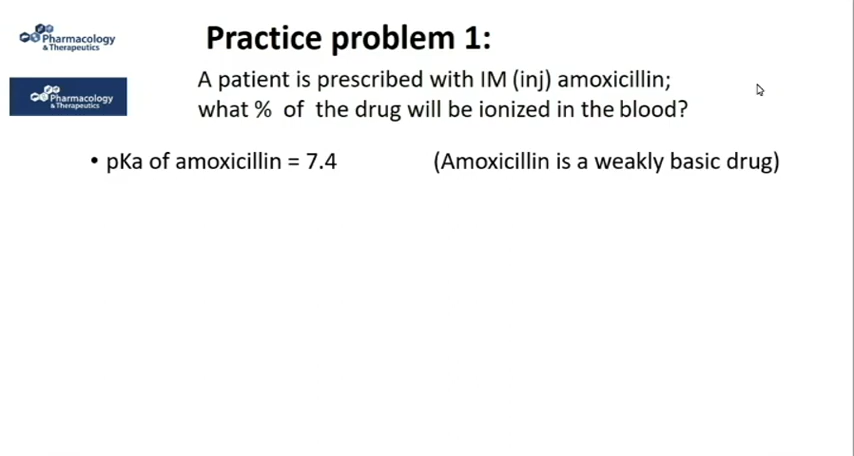 Pharmacology
& Therapeutics
Practice problem 1:
Pharmacology
& Therapeutics
A patient is prescribed with IM (inj) amoxicillin;
what % of the drug will be ionized in the blood?
• pKa of amoxicillin = 7.4 (Amoxicillin is a weakly basic drug)